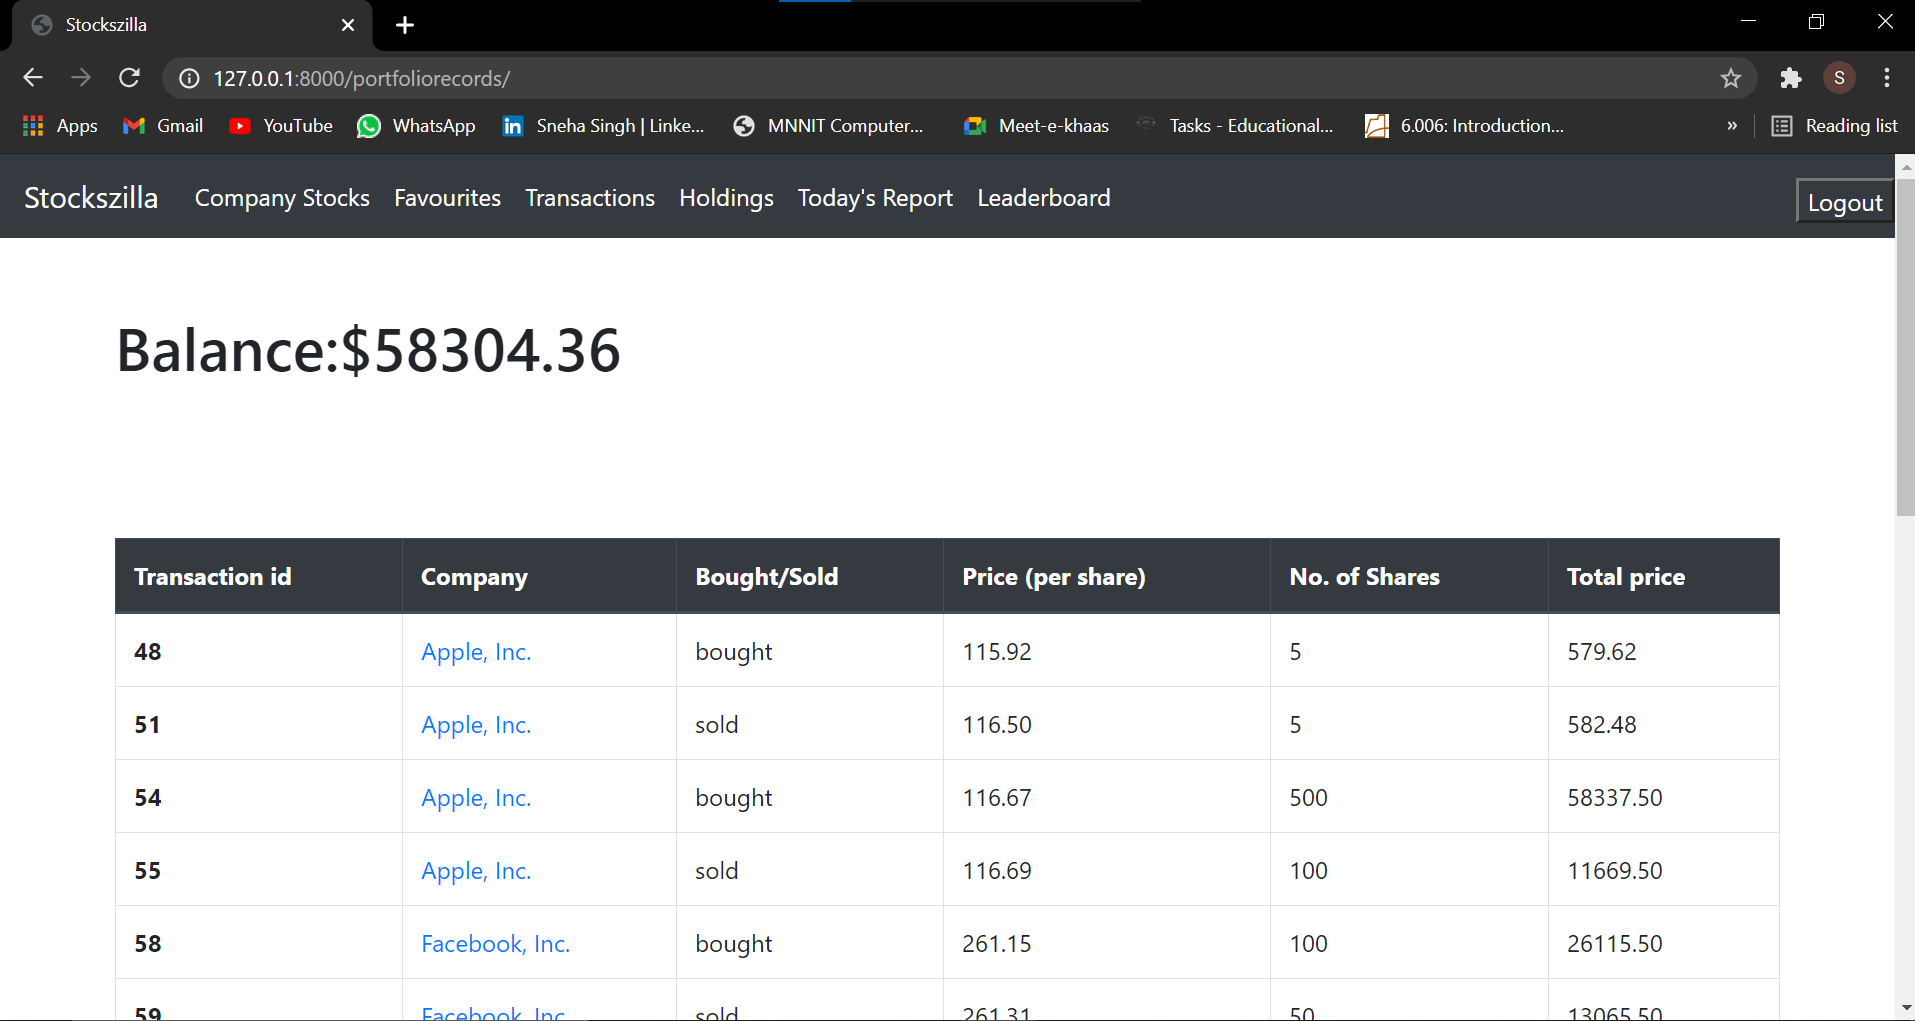 Stockszilla
127.0.0.1:8000/portfoliorecords/
S
Apps Gmail YouTube WhatsApp Sneha Singh | Linke... MNNIT Computer... Meet-e-khaas Tasks - Educational... 6.006: Introduction... » Reading list
Stockszilla Company Stocks Favourites Transactions Holdings Today's Report Leaderboard Logout
Balance:$58304.36
Transaction id Company Bought/Sold Price (per share) No. of Shares Total price
48 Apple, Inc. bought 115.92 5 579.62
51 Apple, Inc. sold 116.50 5 582.48
54 Apple, Inc. bought 116.67 500 58337.50
55 Apple, Inc. sold 116.69 100 11669.50
58 Facebook, Inc. bought 261.15 100 26115.50
59 Facebook, Inc. sold 261.31 50 13065.50